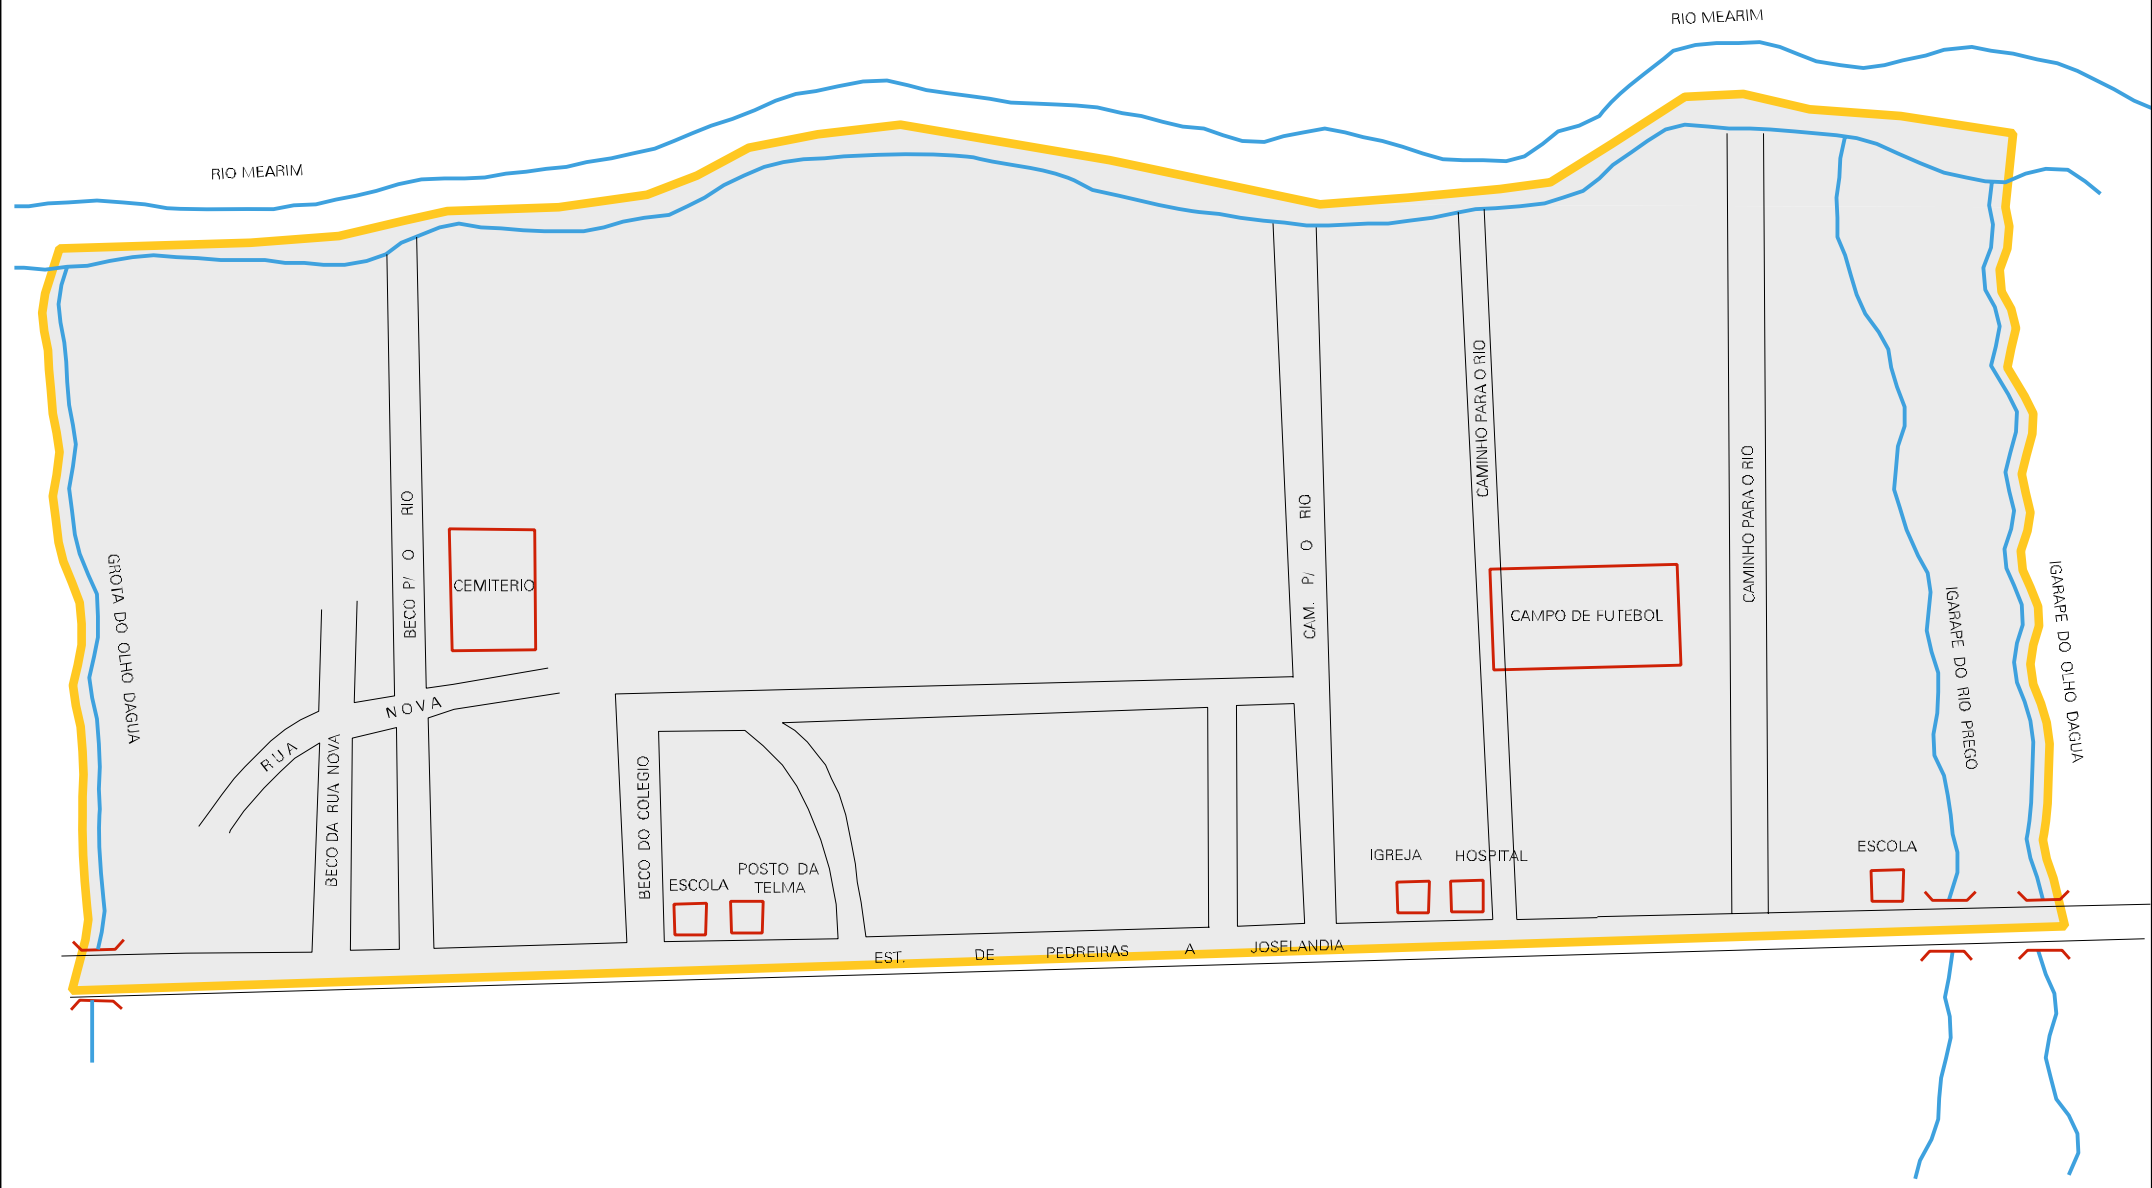 RIO MEARIM
RIO MEARIM
CAMINHO PARA O RIO
CAMINHO PARA O RIO
BECO P/ O RIO
CAM. P/ O RIO
CEMITERIO
CAMPO DE FUTEBOL
GROTA DO OLHO DAGUA
IGARAPE DO RIO PREGO
IGARAPE DO OLHO DAGUA
RUA NOVA
BECO DA RUA NOVA
BECO DO COLEGIO
ESCOLA
POSTO DA
TELMA
IGREJA
HOSPITAL
ESCOLA
EST. DE PEDREIRAS A JOSELANDIA